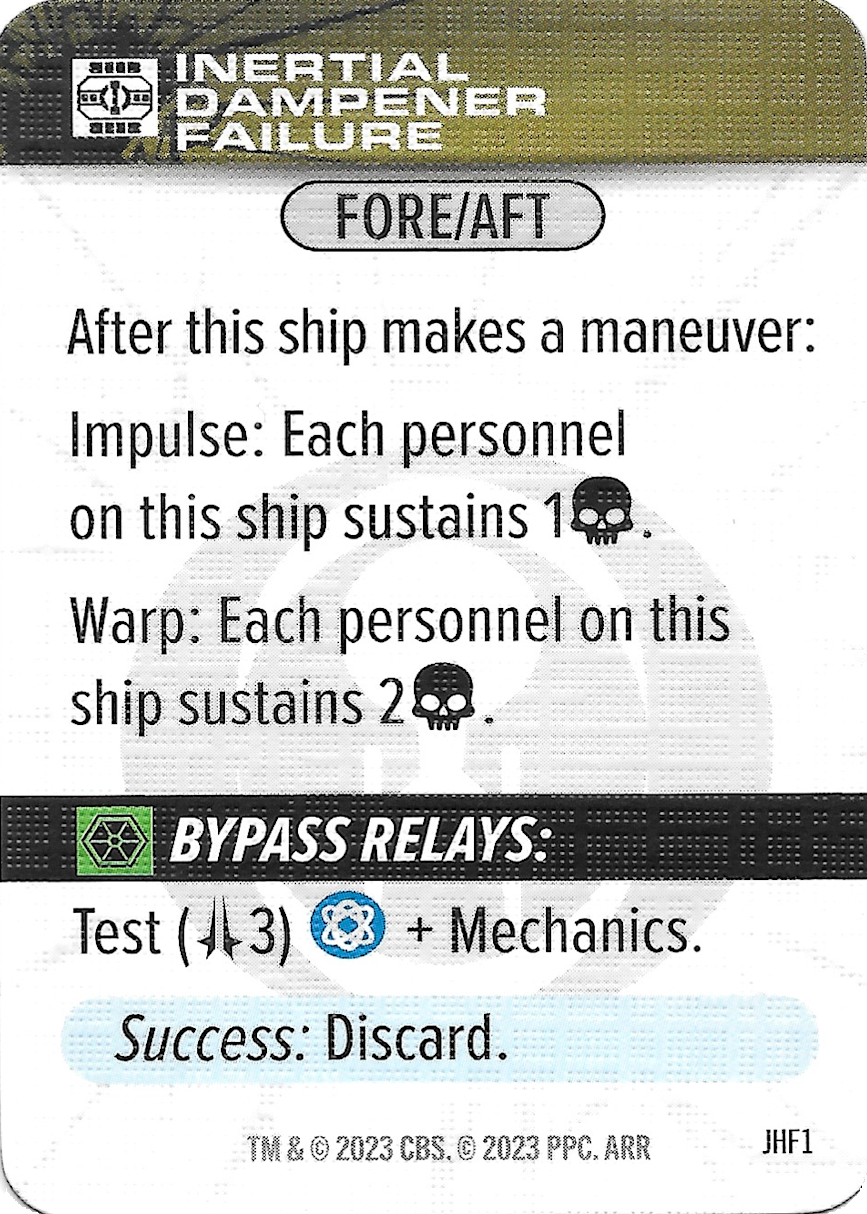 INERTIAL
DAMPENER
FAILURE
FORE/AFT
After this ship makes a maneuver:
Impulse: Each personnel
on this ship sustains 1.
Warp: Each personnel on this
ship sustains 2.
BYPASS RELAYS:
Test (3) + Mechanics.
Success: Discard.
TM & © 2023 CBS. © 2023 PPC. ARR
JHF1